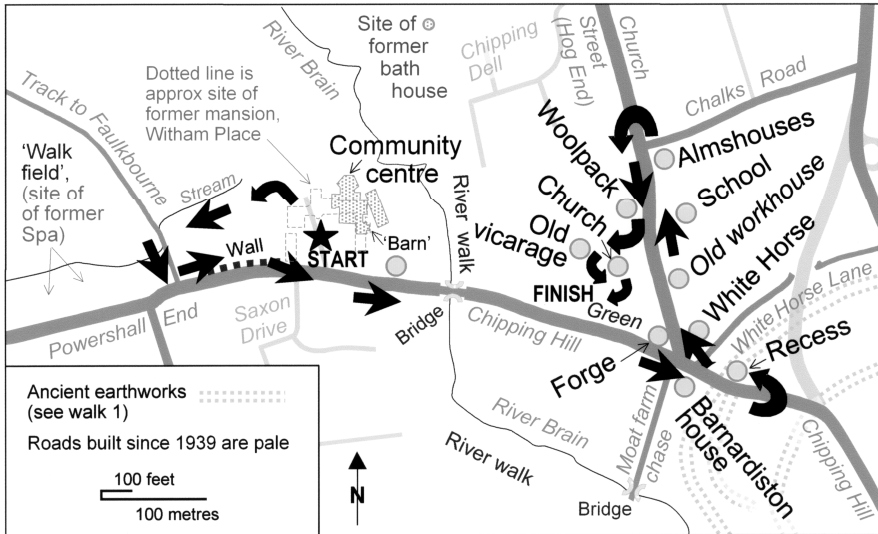 Site of
former
bath
house
River Brain
Chipping
Dell
Church
Street
(Hog End)
Chalks Road
Track to Faulkbourne
Dotted line is
approx site of
former mansion,
Witham Place
Community
centre
Woolpack
Almshouses
'Walk
field',
(site of
of former
Spa)
Stream
River walk
Church
School
Old
vicarage
Old workhouse
Wall
START
'Barn'
FINISH
Green
White Horse
White Horse Lane
Powershall End
Saxon
Drive
Bridge
Chipping Hill
Forge
Recess
Barnardiston
house
Moat farm
chase
Chipping Hill
River Brain
River walk
Bridge
Ancient earthworks
(see walk 1)
Roads built since 1939 are pale
100 feet
100 metres
N